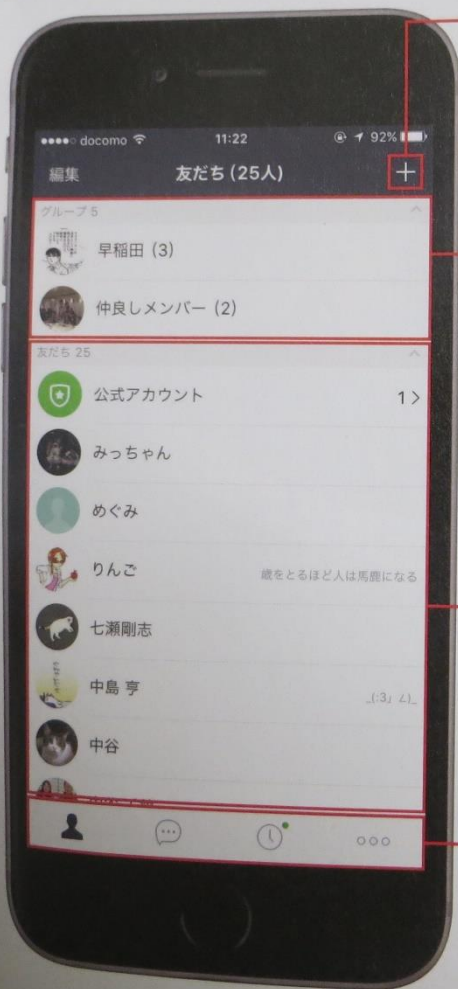 docomo 11:22 92%
編集 友だち(25人) +
グループ 5
早稲田 (3)
仲良しメンバー (2)
友だち 25
公式アカウント 1 >
みっちゃん
めぐみ
りんご 歳をとるほど人は馬鹿になる
七瀬剛志
中島 亨 _(:3」∠)_
中谷